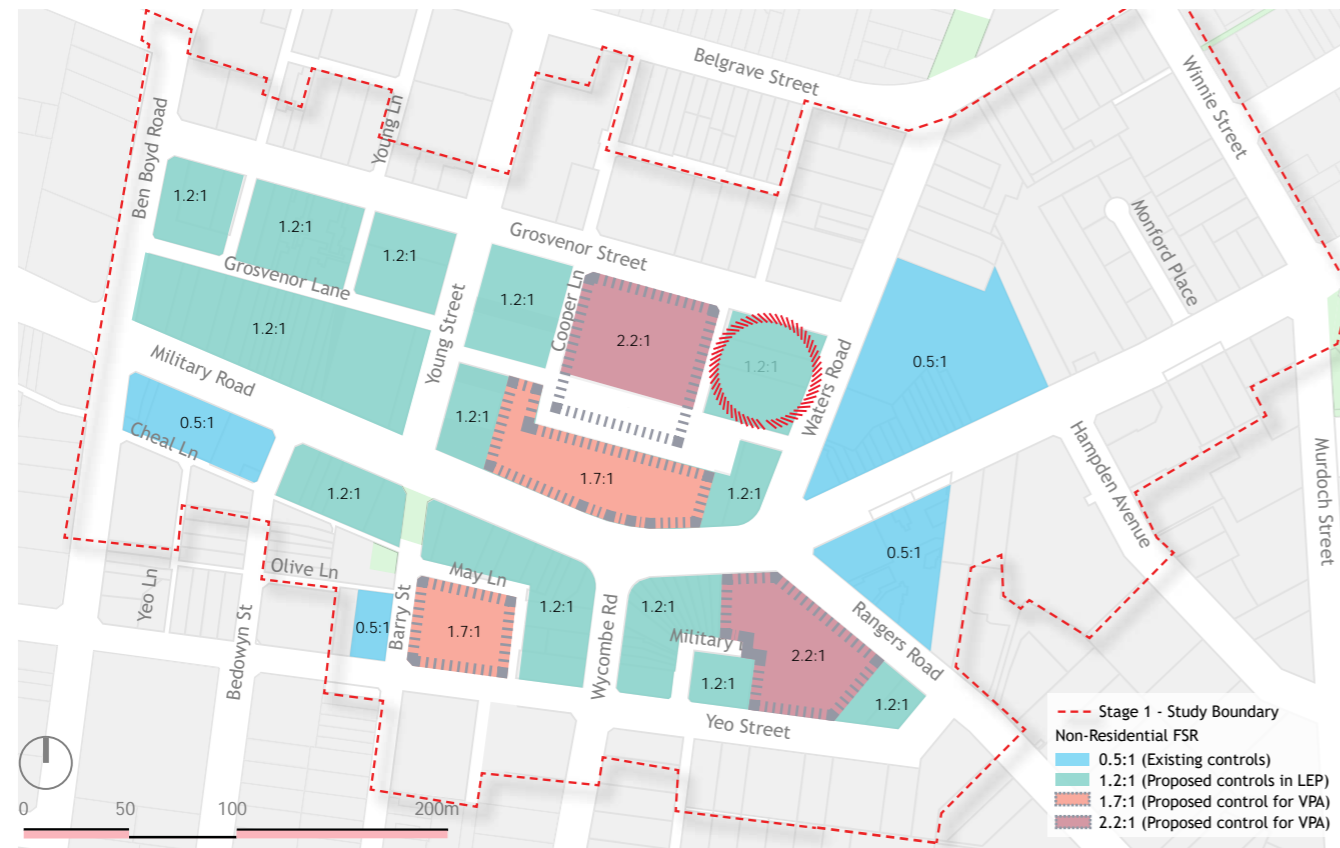 Belgrave Street
Winnie Street
Ben Boyd Road
Young Ln
Monford Place
1.2:1
1.2:1
1.2:1
Grosvenor Street
Grosvenor Lane
1.2:1
Cooper Ln
2.2:1
1.2:1
Waters Road
0.5:1
1.2:1
Young Street
Military Road
1.2:1
0.5:1
Cheal Ln
1.7:1
1.2:1
1.2:1
Hampden Avenue
Murdoch Street
0.5:1
Olive Ln
May Ln
Yeo Ln
Bedowyn St
0.5:1
Barry St
1.7:1
1.2:1
Wycombe Rd
1.2:1
Military
2.2:1
Rangers Road
1.2:1
1.2:1
Yeo Street
Stage 1 - Study Boundary
Non-Residential FSR
0.5:1 (Existing controls)
1.2:1 (Proposed controls in LEP)
1.7:1 (Proposed control for VPA)
2.2:1 (Proposed control for VPA)
0 50 100 200m